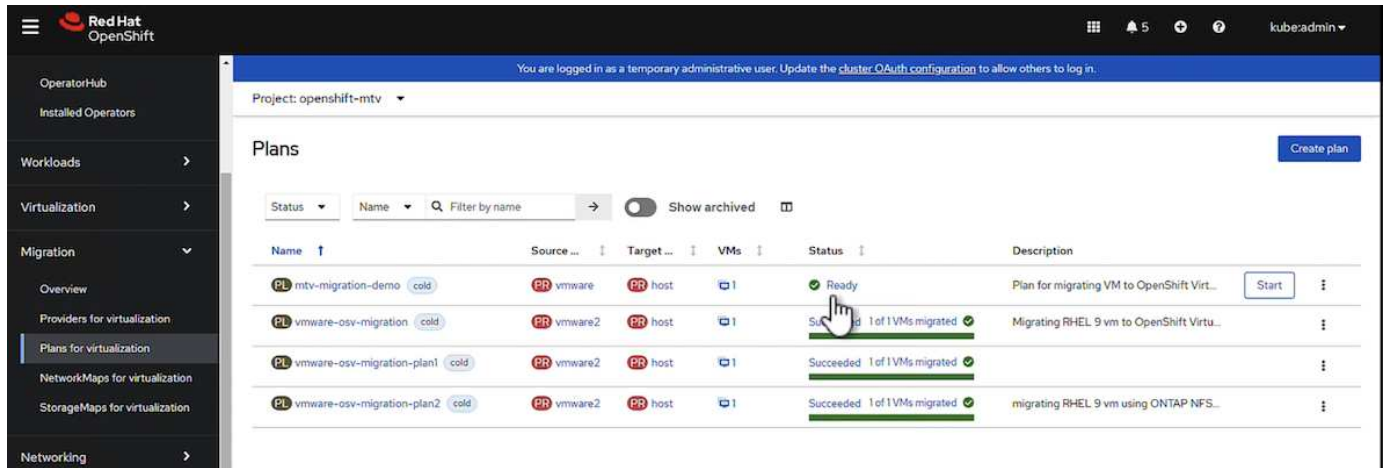 Red Hat
OpenShift
5
kube:admin
You are logged in as a temporary administrative user. Update the cluster OAuth configuration to allow others to log in.
OperatorHub
Installed Operators
Workloads
Virtualization
Migration
Overview
Providers for virtualization
Plans for virtualization
NetworkMaps for virtualization
StorageMaps for virtualization
Networking
Project: openshift-mtv
Plans
Create plan
Status Name Filter by name Show archived
Name Source ... Target ... VMs Status Description
PL mtv-migration-demo cold PR vmware PR host 1 Ready Plan for migrating VM to OpenShift Virt... Start
PL vmware-osv-migration cold PR vmware2 PR host 1 1 of 1 VMs migrated Migrating RHEL 9 vm to OpenShift Virtu...
PL vmware-osv-migration-plan1 cold PR vmware2 PR host 1 Succeeded 1 of 1 VMs migrated
PL vmware-osv-migration-plan2 cold PR vmware2 PR host 1 Succeeded 1 of 1 VMs migrated migrating RHEL 9 vm using ONTAP NFS...